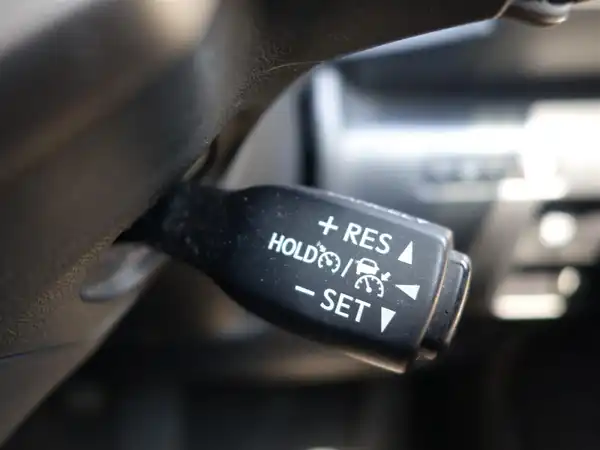 + RES ▲
HOLD / ◀
− SET ▼